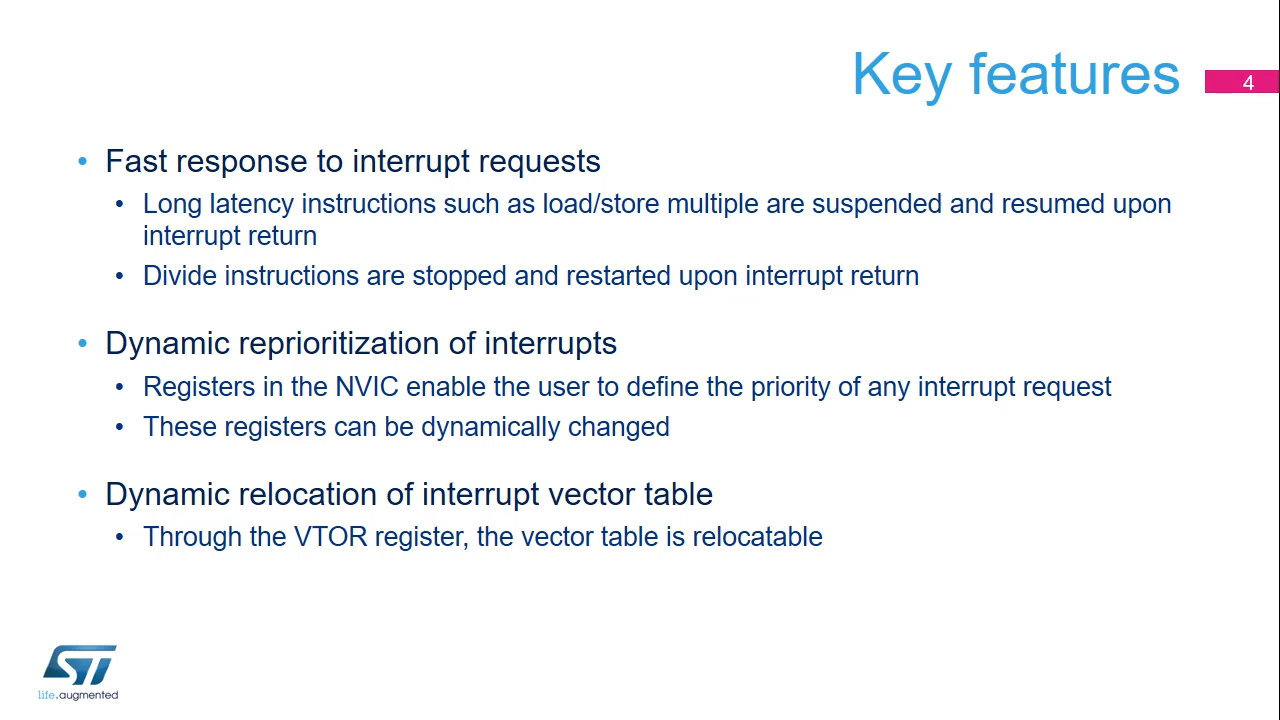 Key features
4
• Fast response to interrupt requests
• Long latency instructions such as load/store multiple are suspended and resumed upon
interrupt return
• Divide instructions are stopped and restarted upon interrupt return
• Dynamic reprioritization of interrupts
• Registers in the NVIC enable the user to define the priority of any interrupt request
• These registers can be dynamically changed
• Dynamic relocation of interrupt vector table
• Through the VTOR register, the vector table is relocatable
ST
life.augmented